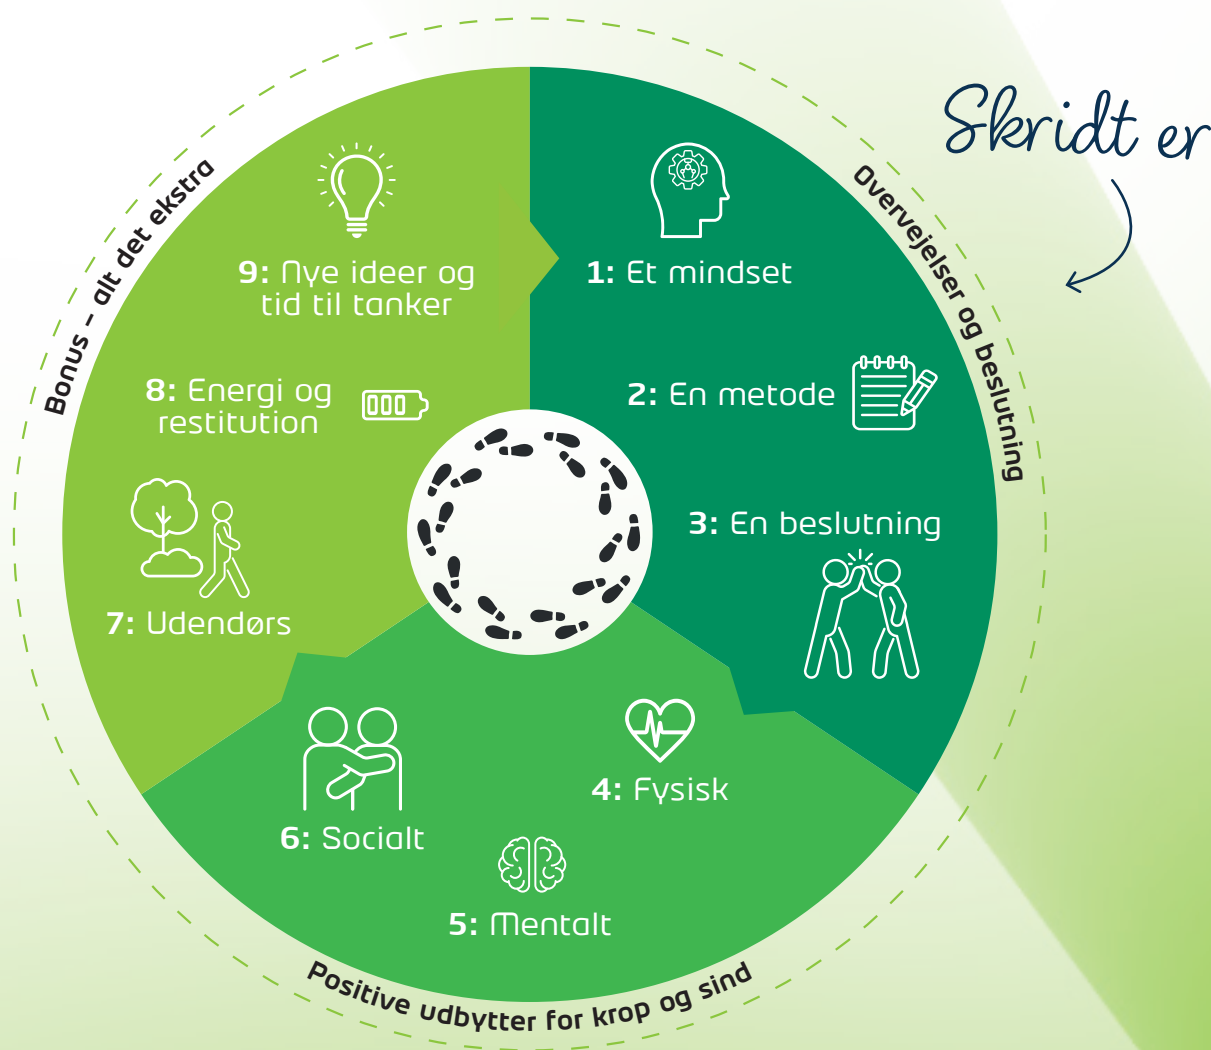 Skridt er
Overvejelser og beslutning
1: Et mindset
2: En metode
3: En beslutning
Positive udbytter for krop og sind
4: Fysisk
5: Mentalt
6: Socialt
Bonus – alt det ekstra
7: Udendørs
8: Energi og
restitution
9: Nye ideer og
tid til tanker